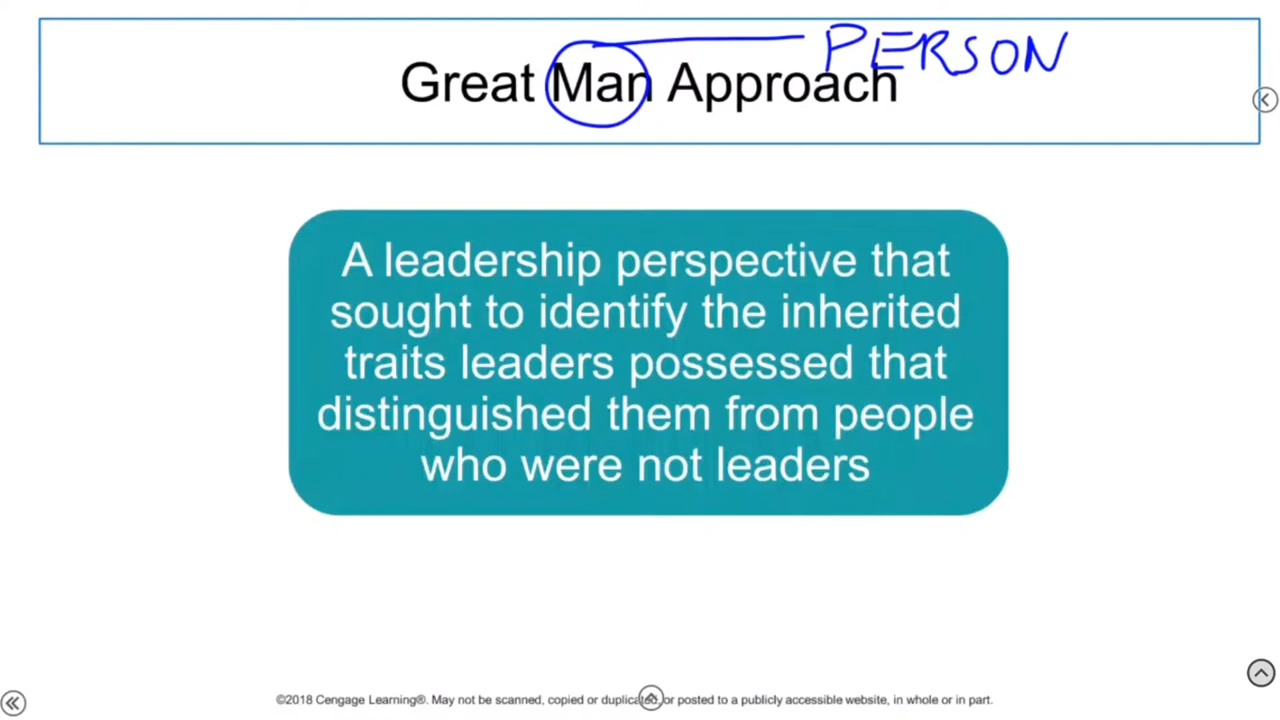 PERSON
Great Man Approach
A leadership perspective that
sought to identify the inherited
traits leaders possessed that
distinguished them from people
who were not leaders
©2018 Cengage Learning®. May not be scanned, copied or duplicated, or posted to a publicly accessible website, in whole or in part.